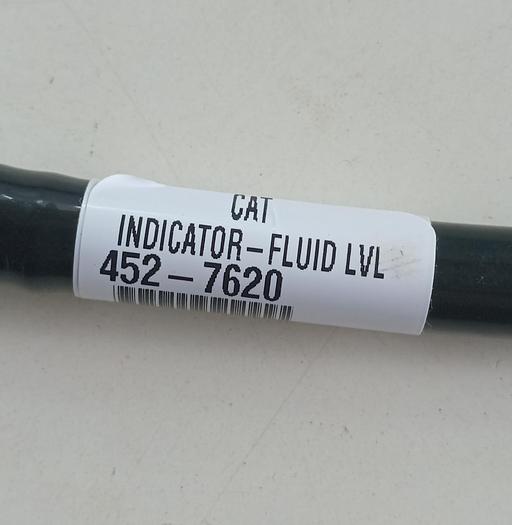 CAT
INDICATOR-FLUID LVL
452-7620